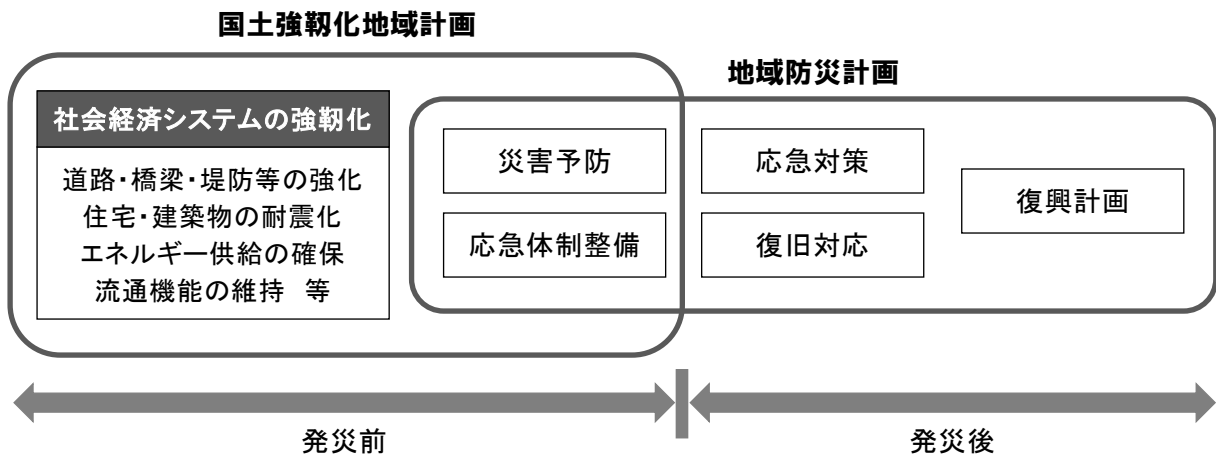 国土強靱化地域計画
地域防災計画
社会経済システムの強靱化
道路・橋梁・堤防等の強化
住宅・建築物の耐震化
エネルギー供給の確保
流通機能の維持　等
災害予防
応急体制整備
応急対策
復旧対応
復興計画
発災前
発災後